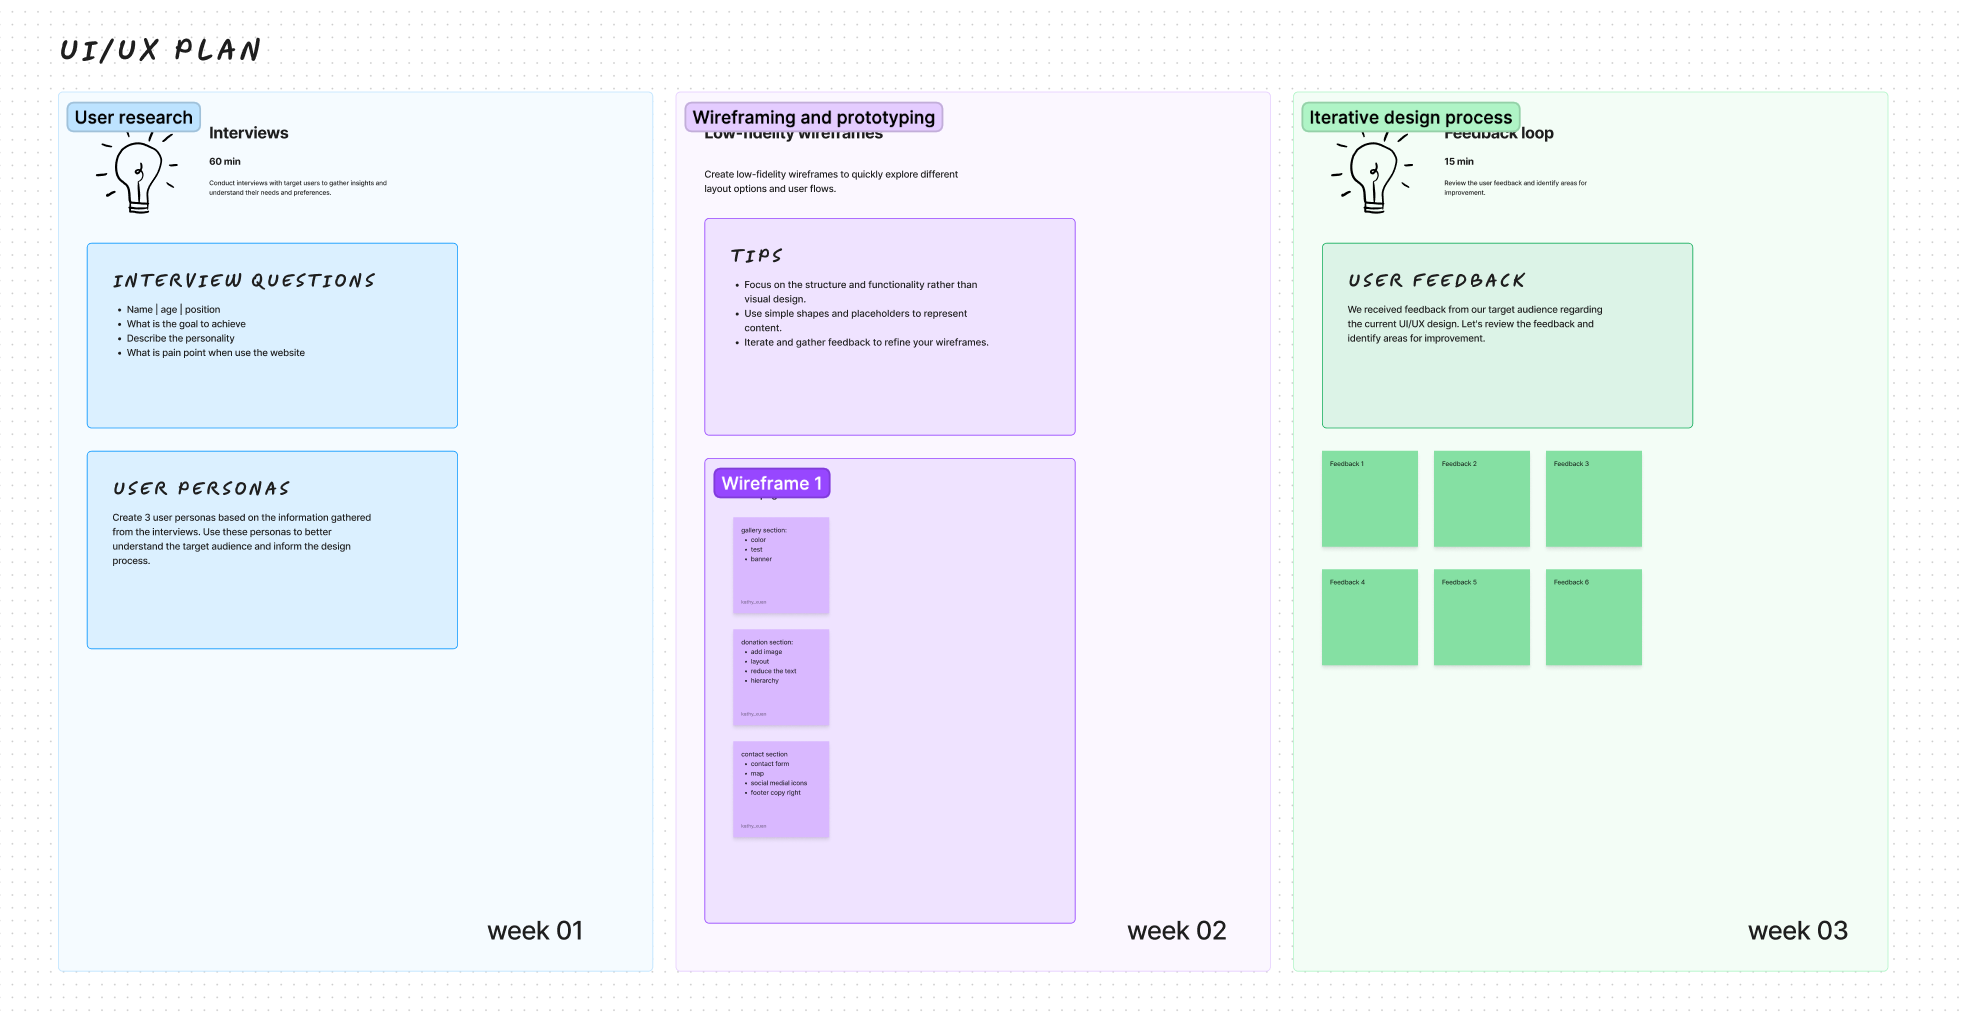 UI/UX PLAN
User research
Interviews
60 min
Conduct interviews with target users to gather insights and
understand their needs and preferences.
INTERVIEW QUESTIONS
• Name | age | position
• What is the goal to achieve
• Describe the personality
• What is pain point when use the website
USER PERSONAS
Create 3 user personas based on the information gathered
from the interviews. Use these personas to better
understand the target audience and inform the design
process.
week 01
Wireframing and prototyping
Low-fidelity wireframes
Create low-fidelity wireframes to quickly explore different
layout options and user flows.
TIPS
• Focus on the structure and functionality rather than
visual design.
• Use simple shapes and placeholders to represent
content.
• Iterate and gather feedback to refine your wireframes.
Wireframe 1
gallery section:
• color
• test
• banner
donation section:
• add image
• layout
• reduce the text
• hierarchy
contact section
• contact form
• map
• social medial icons
• footer copy right
week 02
Iterative design process
Feedback loop
15 min
Review the user feedback and identify areas for
improvement.
USER FEEDBACK
We received feedback from our target audience regarding
the current UI/UX design. Let's review the feedback and
identify areas for improvement.
Feedback 1
Feedback 2
Feedback 3
Feedback 4
Feedback 5
Feedback 6
week 03